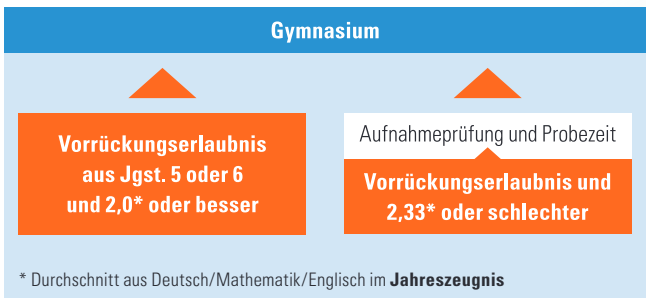 Gymnasium
Vorrückungserlaubnis
aus Jgst. 5 oder 6
und 2,0* oder besser
Aufnahmeprüfung und Probezeit
Vorrückungserlaubnis und
2,33* oder schlechter
* Durchschnitt aus Deutsch/Mathematik/Englisch im Jahreszeugnis